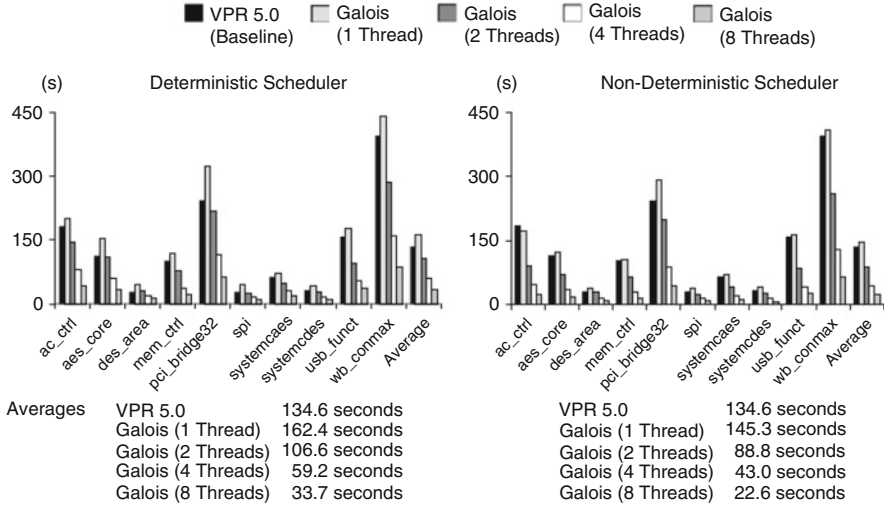 VPR 5.0 (Baseline)
Galois (1 Thread)
Galois (2 Threads)
Galois (4 Threads)
Galois (8 Threads)
(s) Deterministic Scheduler
450
300
150
0
ac_ctrl
aes_core
des_area
mem_ctrl
pci_bridge32
spi
systemcaes
systemcdes
usb_funct
wb_conmax
Average
Averages
VPR 5.0 134.6 seconds
Galois (1 Thread) 162.4 seconds
Galois (2 Threads) 106.6 seconds
Galois (4 Threads) 59.2 seconds
Galois (8 Threads) 33.7 seconds
(s) Non-Deterministic Scheduler
450
300
150
0
ac_ctrl
aes_core
des_area
mem_ctrl
pci_bridge32
spi
systemcaes
systemcdes
usb_funct
wb_conmax
Average
VPR 5.0 134.6 seconds
Galois (1 Thread) 145.3 seconds
Galois (2 Threads) 88.8 seconds
Galois (4 Threads) 43.0 seconds
Galois (8 Threads) 22.6 seconds